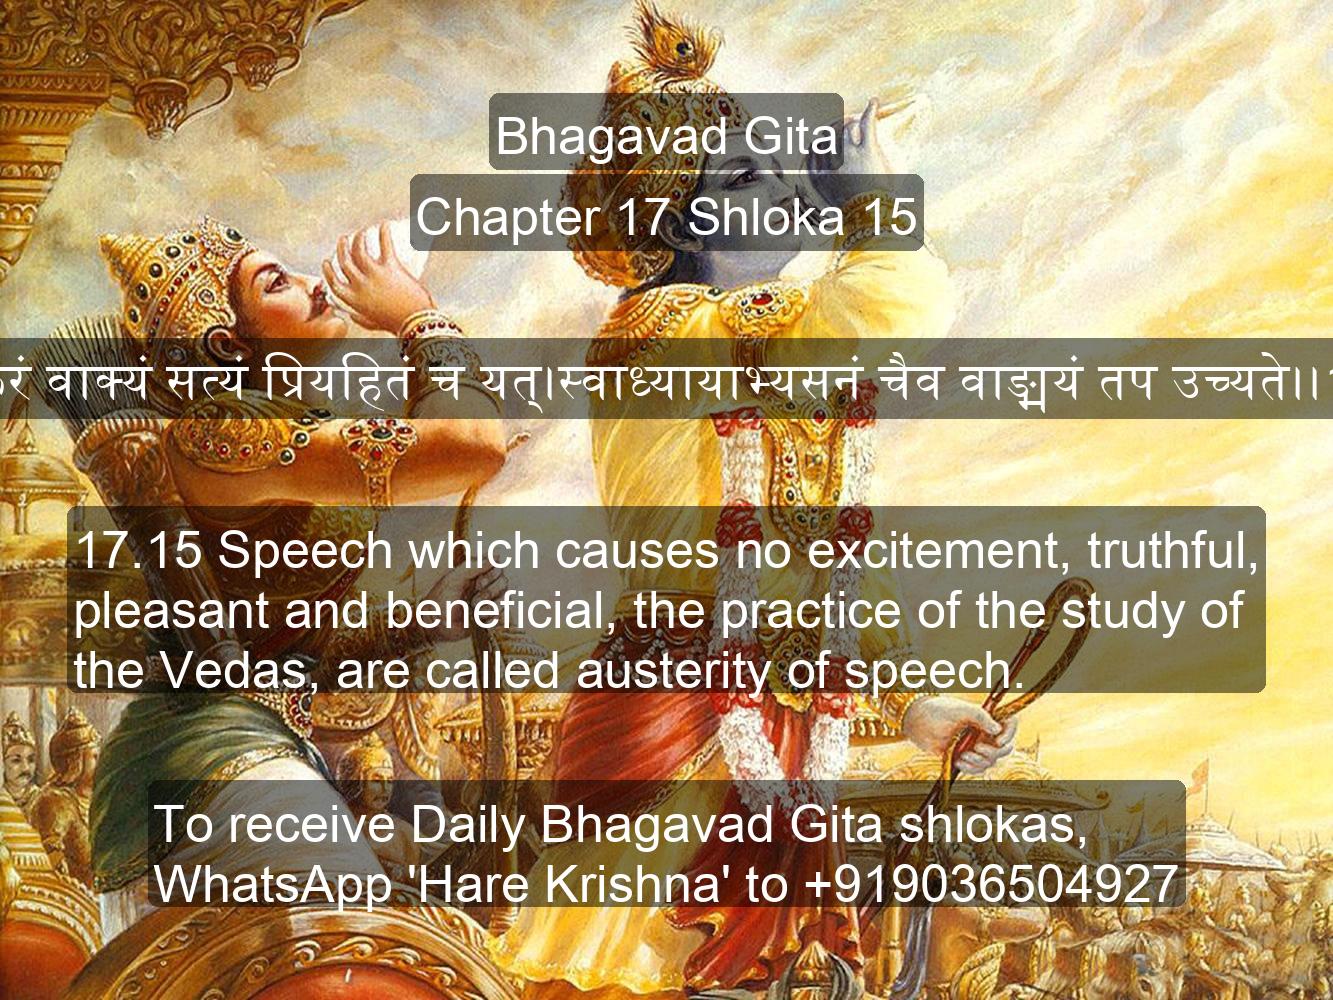 Bhagavad Gita
Chapter 17 Shloka 15
वाक्यं सत्यं प्रियहितं च यत्।स्वाध्यायाभ्यसनं चैव वाङ्मयं तप उच्यते।।
17.15 Speech which causes no excitement, truthful,
pleasant and beneficial, the practice of the study of
the Vedas, are called austerity of speech.
To receive Daily Bhagavad Gita shlokas,
WhatsApp 'Hare Krishna' to +919036504927